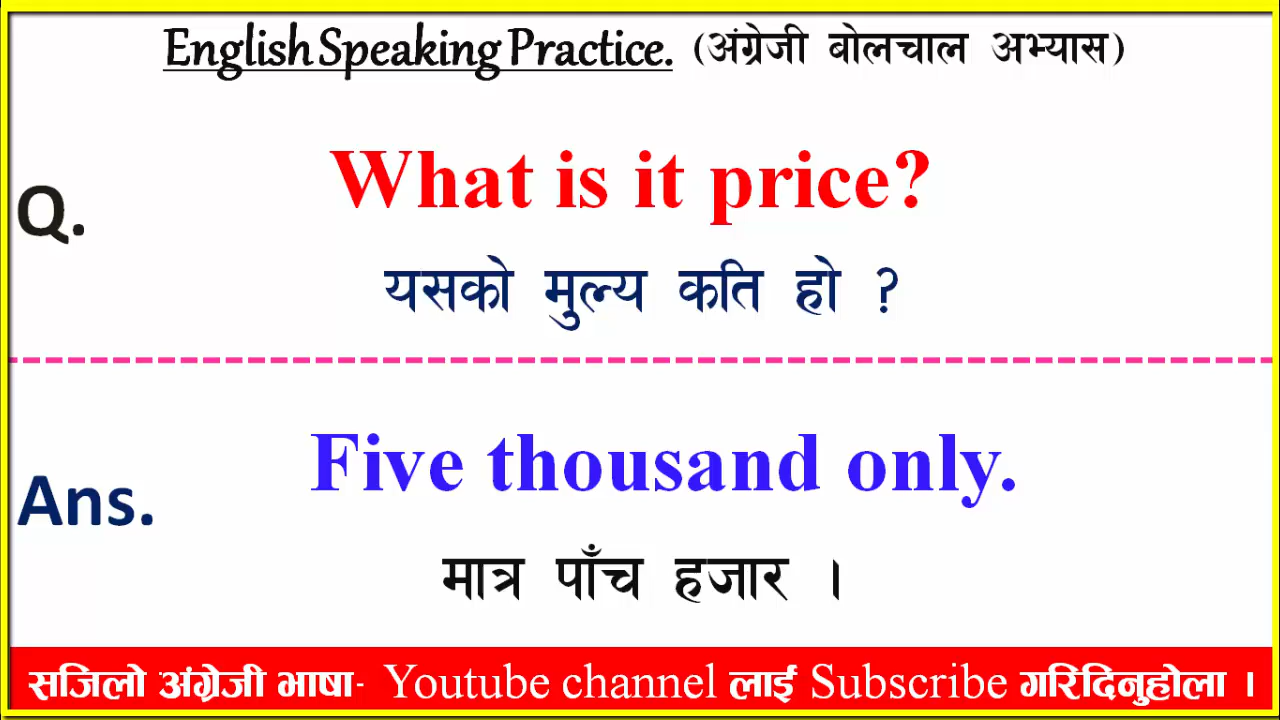 English Speaking Practice. (अंग्रेजी बोलचाल अभ्यास)
Q. What is it price?
यसको मुल्य कति हो ?
Ans. Five thousand only.
मात्र पाँच हजार ।
सजिलो अंग्रेजी भाषा- Youtube channel लाई Subscribe गरिदिनुहोला ।